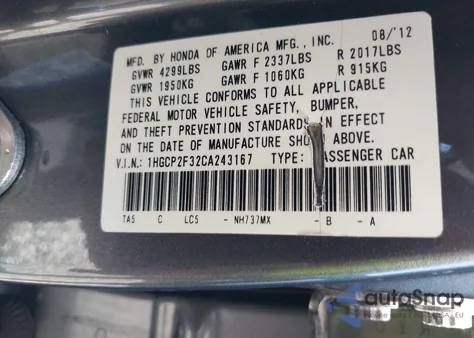 MFD. BY HONDA OF AMERICA MFG., INC. 08/'12
GVWR 4299LBS GAWR F 2337LBS R 2017LBS
GVWR 1950KG GAWR F 1060KG R 915KG
THIS VEHICLE CONFORMS TO ALL APPLICABLE
FEDERAL MOTOR VEHICLE SAFETY, BUMPER,
AND THEFT PREVENTION STANDARDS IN EFFECT
ON THE DATE OF MANUFACTURE SHOWN ABOVE.
V.I.N.: 1HGCP2F32CA243167 TYPE: PASSENGER CAR
TA5 C LC5 - NH737MX - B - A
autoSnap